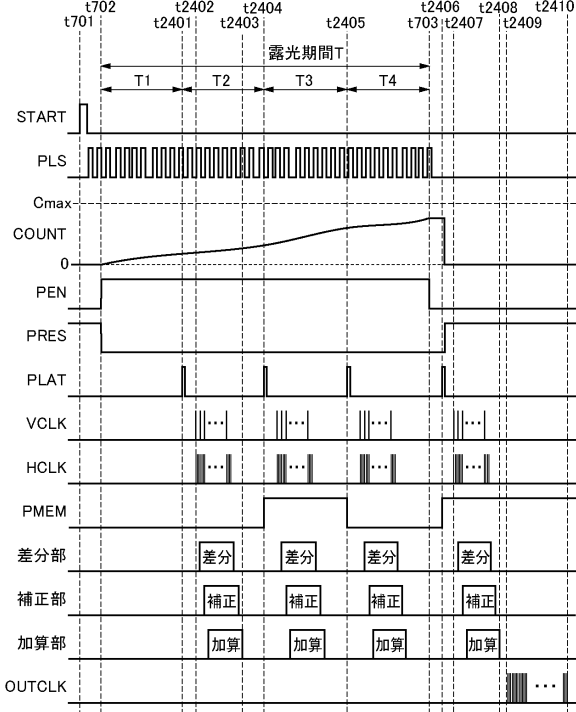 t702 t2402 t2404 t2406 t2408 t2410
t701 t2401 t2403 t2405 t703 t2407 t2409
露光期間T
T1 T2 T3 T4
START
PLS
Cmax
COUNT
0
PEN
PRES
PLAT
VCLK ... ... ... ...
HCLK ... ... ... ...
PMEM
差分部 差分 差分 差分 差分
補正部 補正 補正 補正 補正
加算部 加算 加算 加算 加算
OUTCLK ...